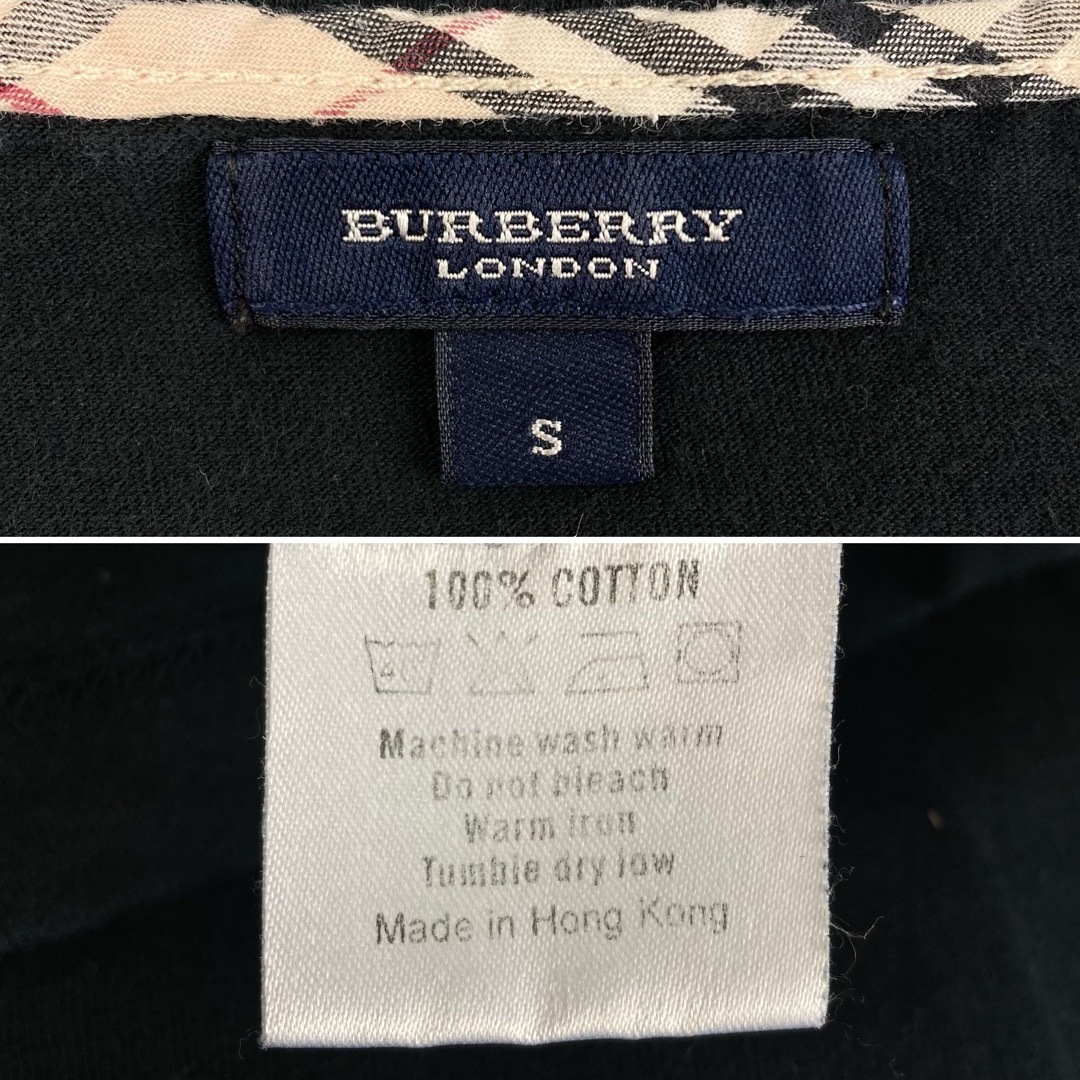 BURBERRY
LONDON
S
100% COTTON
40
Machine wash warm
Do not bleach
Warm iron
Tumble dry low
Made in Hong Kong